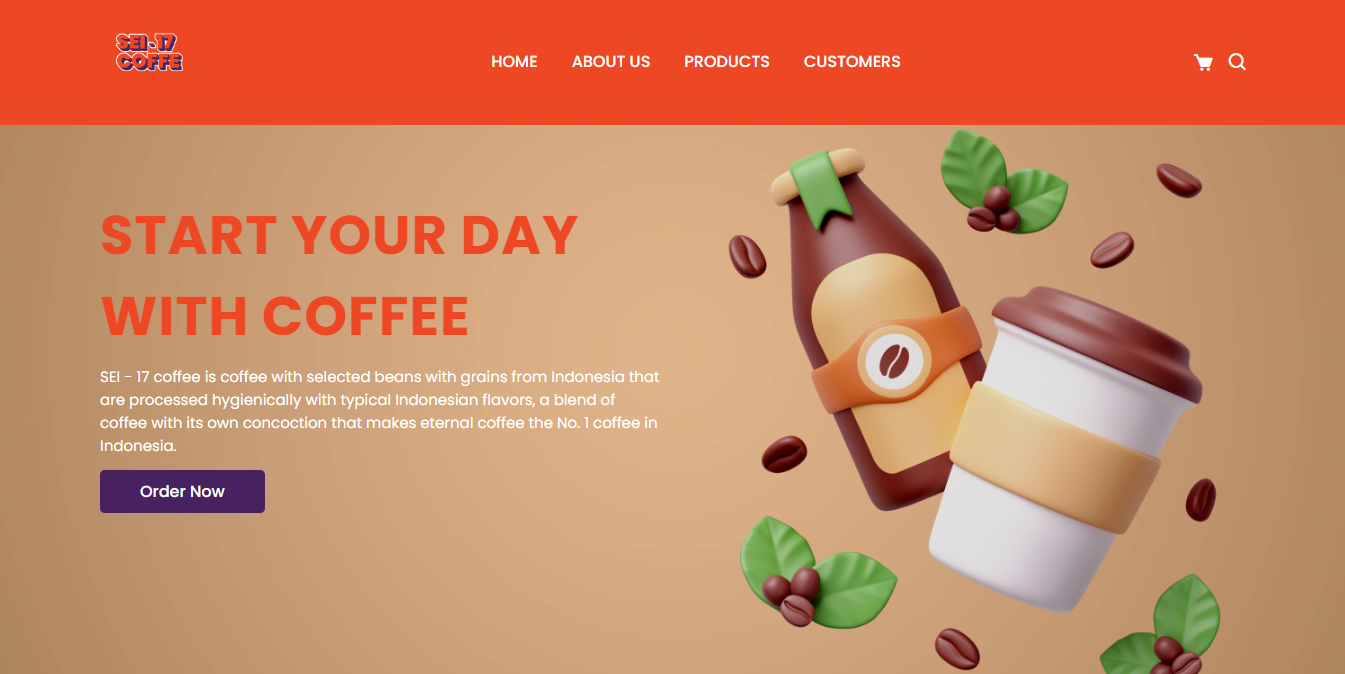 SEI-17
COFFE
HOME ABOUT US PRODUCTS CUSTOMERS
START YOUR DAY
WITH COFFEE
SEI - 17 coffee is coffee with selected beans with grains from Indonesia that
are processed hygienically with typical Indonesian flavors, a blend of
coffee with its own concoction that makes eternal coffee the No. 1 coffee in
Indonesia.
Order Now